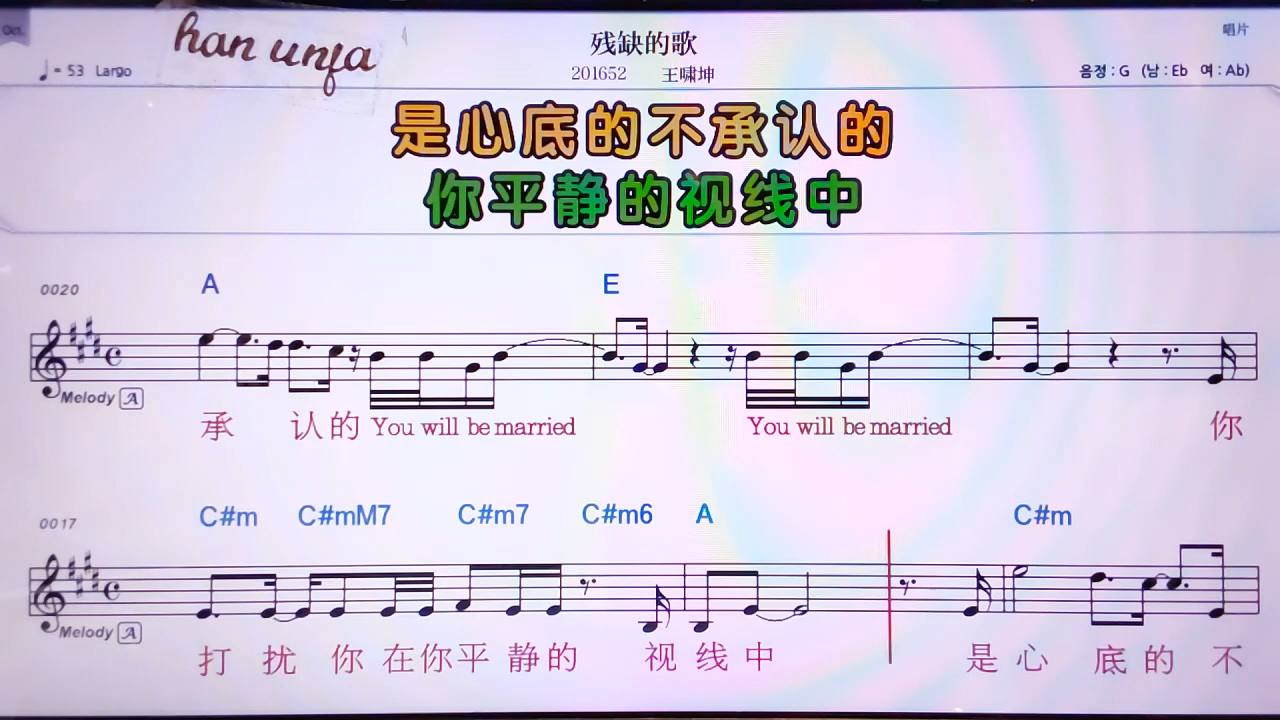 han unfa
残缺的歌
唱片
♩= 53 Largo
201652 王啸坤
음정 : G (남 : Eb 여 : Ab)
是心底的不承认的
你平静的视线中
A E
0020
Melody A
承 认的 You will be married You will be married 你
C#m C#mM7 C#m7 C#m6 A C#m
0017
Melody A
打 扰 你 在你平 静的 视 线 中 是 心 底 的 不